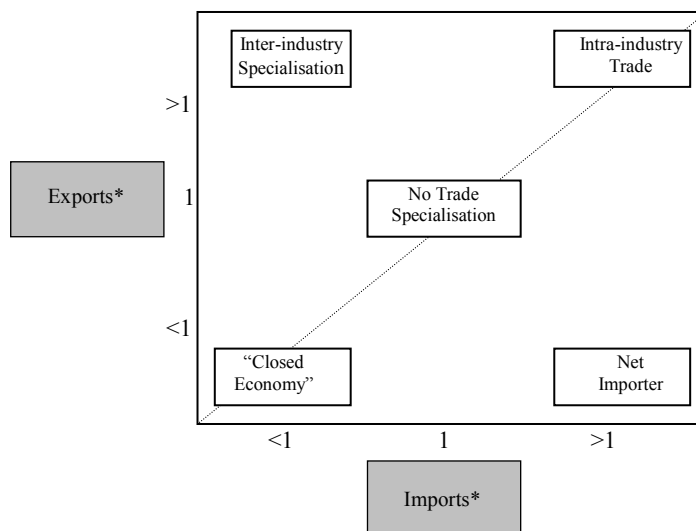 Inter-industry
Specialisation
Intra-industry
Trade
>1
Exports*
1
No Trade
Specialisation
<1
“Closed
Economy”
Net
Importer
<1
1
>1
Imports*